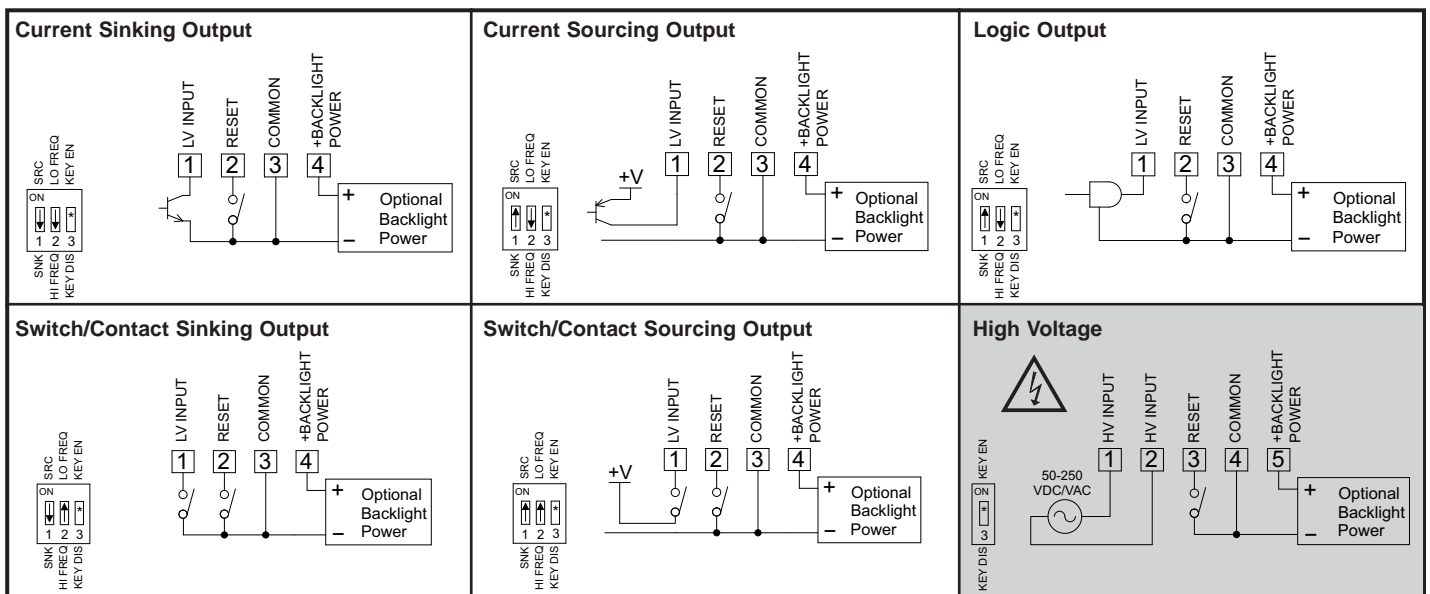 Current Sinking Output
LV INPUT
RESET
COMMON
+BACKLIGHT
POWER
1
2
3
4
SRC
LO FREQ
KEY EN
ON
*
1 2 3
SNK
HI FREQ
KEY DIS
+
Optional
Backlight
Power
–
Current Sourcing Output
LV INPUT
RESET
COMMON
+BACKLIGHT
POWER
1
2
3
4
+V
SRC
LO FREQ
KEY EN
ON
*
1 2 3
SNK
HI FREQ
KEY DIS
+
Optional
Backlight
Power
–
Logic Output
LV INPUT
RESET
COMMON
+BACKLIGHT
POWER
1
2
3
4
SRC
LO FREQ
KEY EN
ON
*
1 2 3
SNK
HI FREQ
KEY DIS
+
Optional
Backlight
Power
–
Switch/Contact Sinking Output
LV INPUT
RESET
COMMON
+BACKLIGHT
POWER
1
2
3
4
SRC
LO FREQ
KEY EN
ON
*
1 2 3
SNK
HI FREQ
KEY DIS
+
Optional
Backlight
Power
–
Switch/Contact Sourcing Output
LV INPUT
RESET
COMMON
+BACKLIGHT
POWER
1
2
3
4
+V
SRC
LO FREQ
KEY EN
ON
*
1 2 3
SNK
HI FREQ
KEY DIS
+
Optional
Backlight
Power
–
High Voltage
HV INPUT
HV INPUT
RESET
COMMON
+BACKLIGHT
POWER
1
2
3
4
5
50-250
VDC/VAC
KEY EN
ON
*
3
KEY DIS
+
Optional
Backlight
Power
–